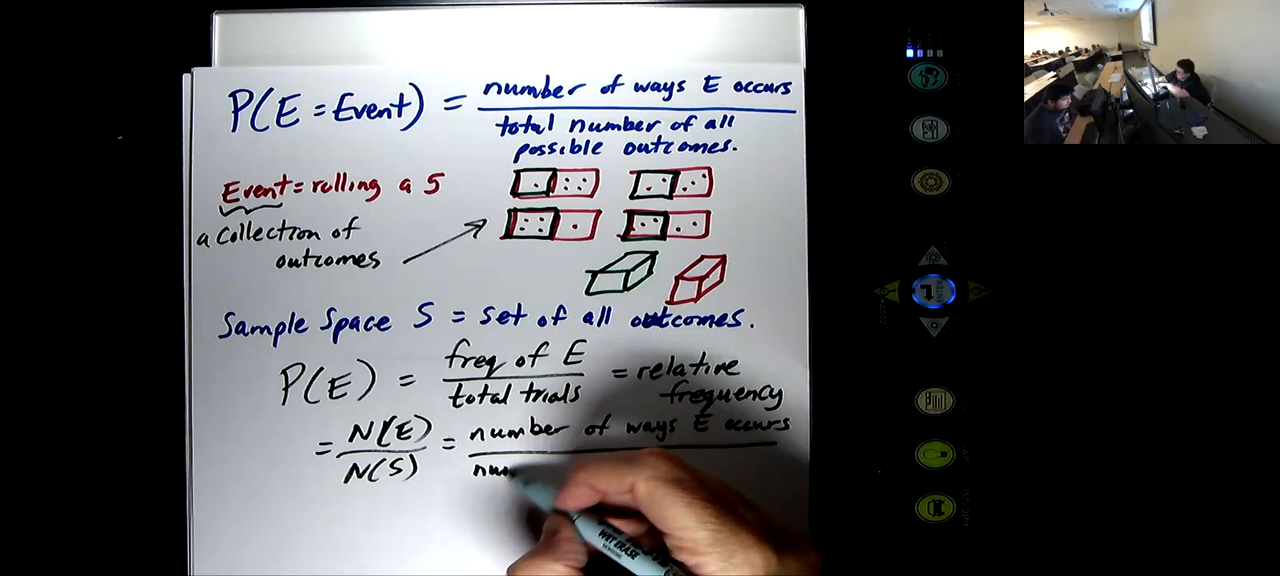 P(E = Event) = number of ways E occurs
total number of all
possible outcomes.
Event = rolling a 5
a collection of
outcomes
Sample Space S = set of all outcomes.
P(E) = freq of E / total trials = relative frequency
= N(E) / N(S) = number of ways E occurs
num
WET ERASE